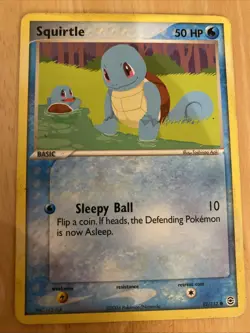 Squirtle 50 HP
BASIC
Sleepy Ball 10
Flip a coin. If heads, the Defending Pokémon
is now Asleep.
weakness resistance retreat cost